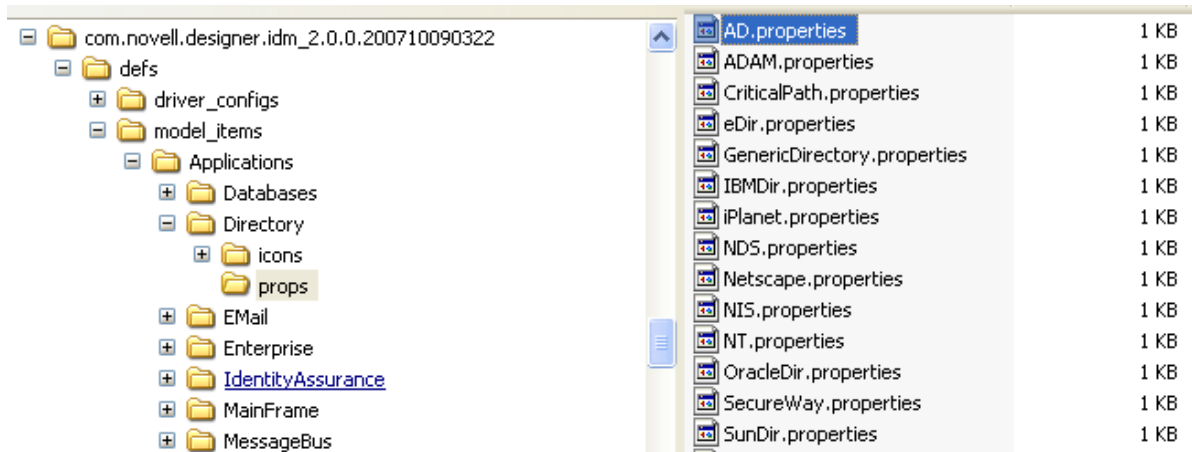 com.novell.designer.idm_2.0.0.200710090322
defs
driver_configs
model_items
Applications
Databases
Directory
icons
props
EMail
Enterprise
IdentityAssurance
MainFrame
MessageBus
AD.properties 1 KB
ADAM.properties 1 KB
CriticalPath.properties 1 KB
eDir.properties 1 KB
GenericDirectory.properties 1 KB
IBMDir.properties 1 KB
iPlanet.properties 1 KB
NDS.properties 1 KB
Netscape.properties 1 KB
NIS.properties 1 KB
NT.properties 1 KB
OracleDir.properties 1 KB
SecureWay.properties 1 KB
SunDir.properties 1 KB